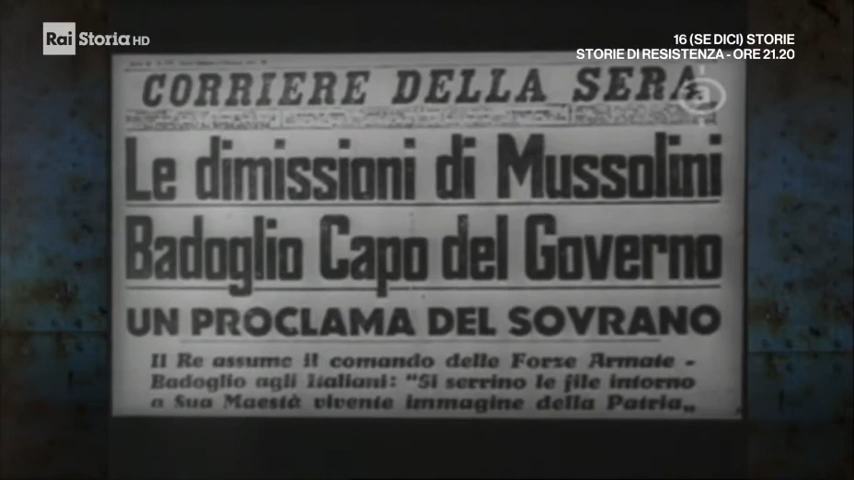 Rai Storia HD
16 (SE DICI) STORIE
STORIE DI RESISTENZA - ORE 21.20
CORRIERE DELLA SERA
a
Le dimissioni di Mussolini
Badoglio Capo del Governo
UN PROCLAMA DEL SOVRANO
Il Re assume il comando delle Forze Armate -
Badoglio agli Italiani: "Si serrino le file intorno
a Sua Maestà vivente immagine della Patria„